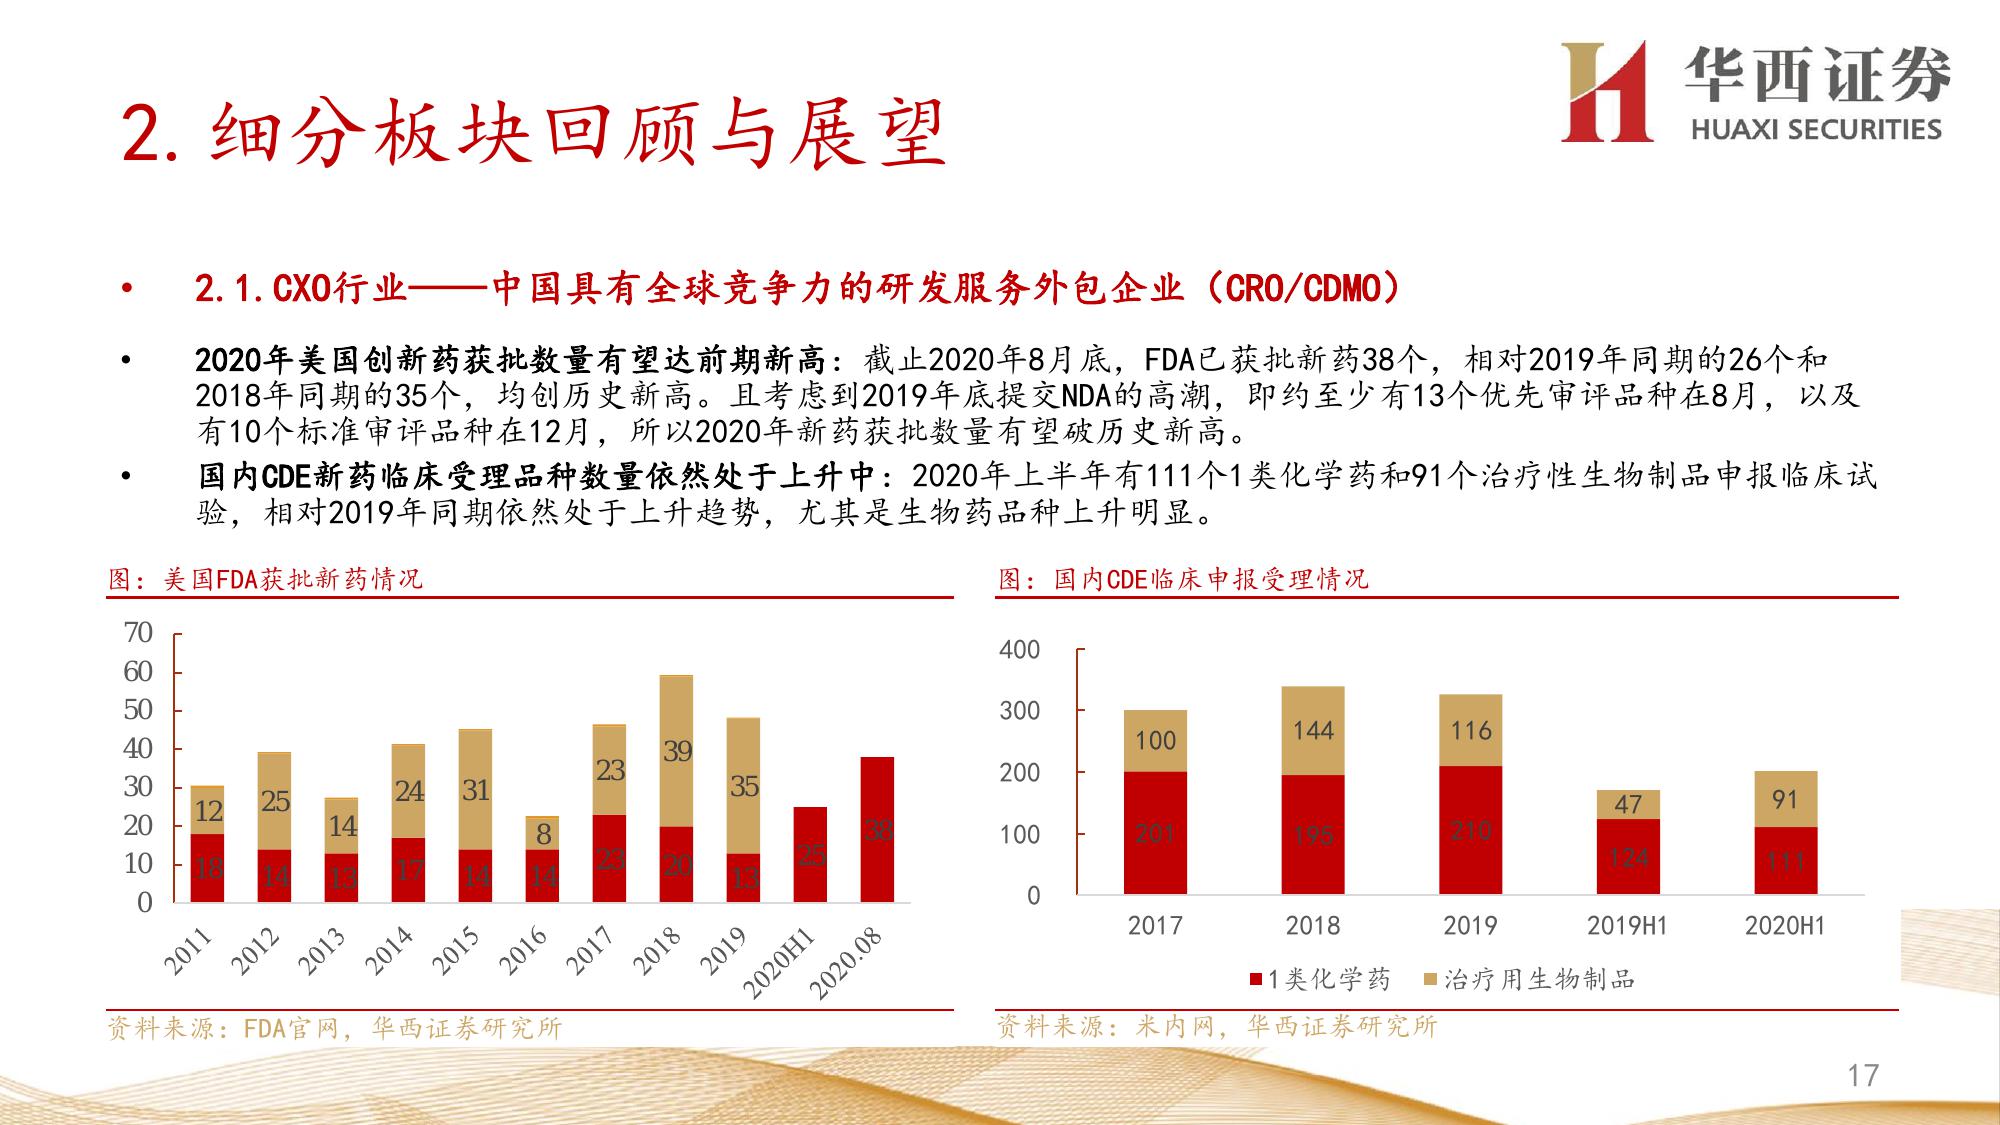 华西证券
HUAXI SECURITIES
2. 细分板块回顾与展望
• 2.1.CXO行业——中国具有全球竞争力的研发服务外包企业（CRO/CDMO）
• 2020年美国创新药获批数量有望达前期新高：截止2020年8月底，FDA已获批新药38个，相对2019年同期的26个和
2018年同期的35个，均创历史新高。且考虑到2019年底提交NDA的高潮，即约至少有13个优先审评品种在8月，以及
有10个标准审评品种在12月，所以2020年新药获批数量有望破历史新高。
• 国内CDE新药临床受理品种数量依然处于上升中：2020年上半年有111个1类化学药和91个治疗性生物制品申报临床试
验，相对2019年同期依然处于上升趋势，尤其是生物药品种上升明显。
图：美国FDA获批新药情况
70
60
50
40
30
20
10
0
12 25 14 24 31 8 23 39 35
18 14 13 17 14 14 23 20 13 25 38
2011 2012 2013 2014 2015 2016 2017 2018 2019 2020H1 2020.08
资料来源：FDA官网，华西证券研究所
图：国内CDE临床申报受理情况
400
300
200
100
0
100 144 116 47 91
201 195 210 124 111
2017 2018 2019 2019H1 2020H1
1类化学药 治疗用生物制品
资料来源：米内网，华西证券研究所
17